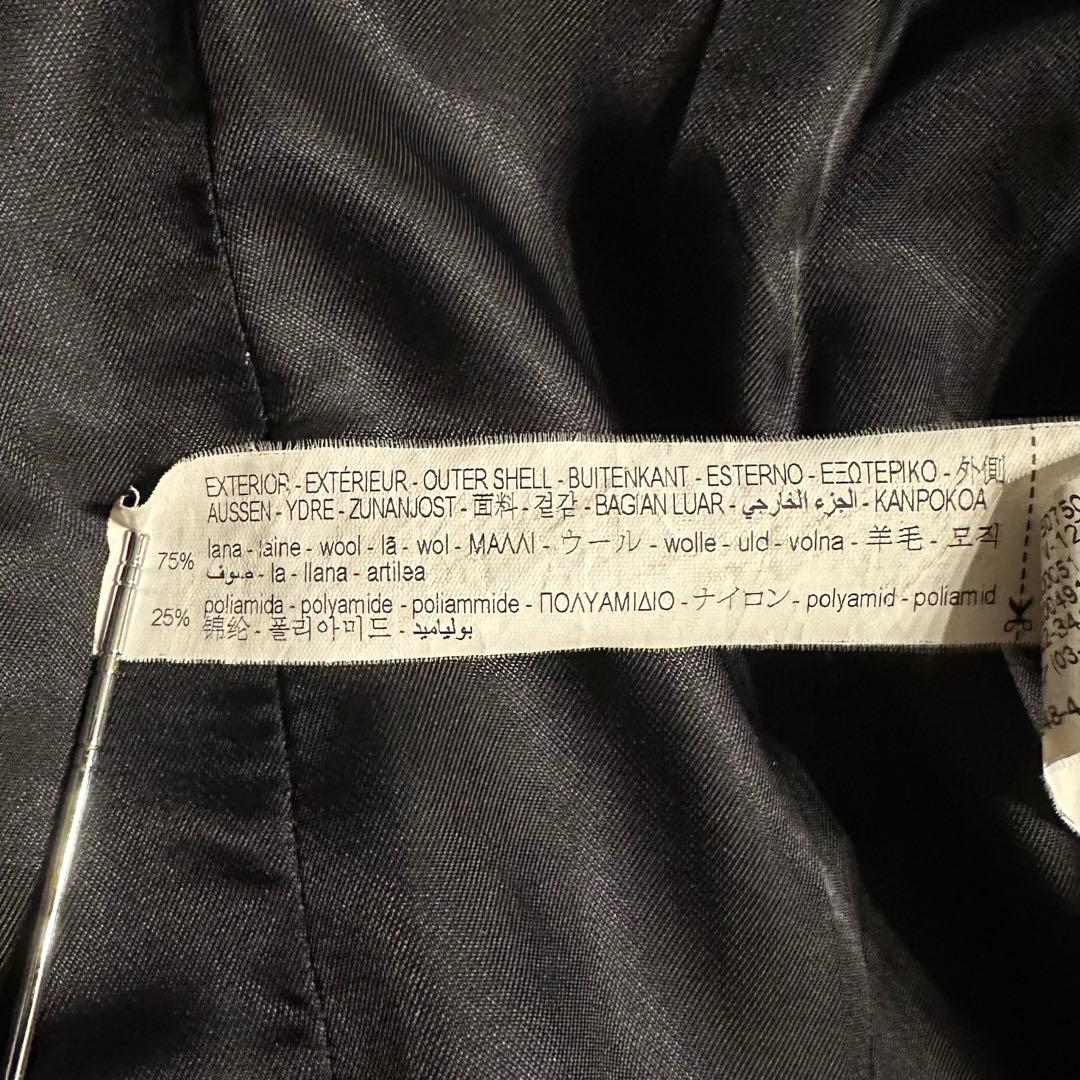 EXTERIOR - EXTÉRIEUR - OUTER SHELL - BUITENKANT - ESTERNO - ΕΞΩΤΕΡΙΚΟ - 外側
AUSSEN - YDRE - ZUNANJOST - 面料 - 겉감 - BAGIAN LUAR - الجزء الخارجي - KANPOKOA
75% lana - laine - wool - lã - wol - ΜΑΛΛΙ - ウール - wolle - uld - volna - 羊毛 - 모직
صوف - la - llana - artilea
25% poliamida - polyamide - poliammide - ΠΟΛΥΑΜΙΔΙΟ - ナイロン - polyamid - poliamid
锦纶 - 폴리아미드 - بولياميد